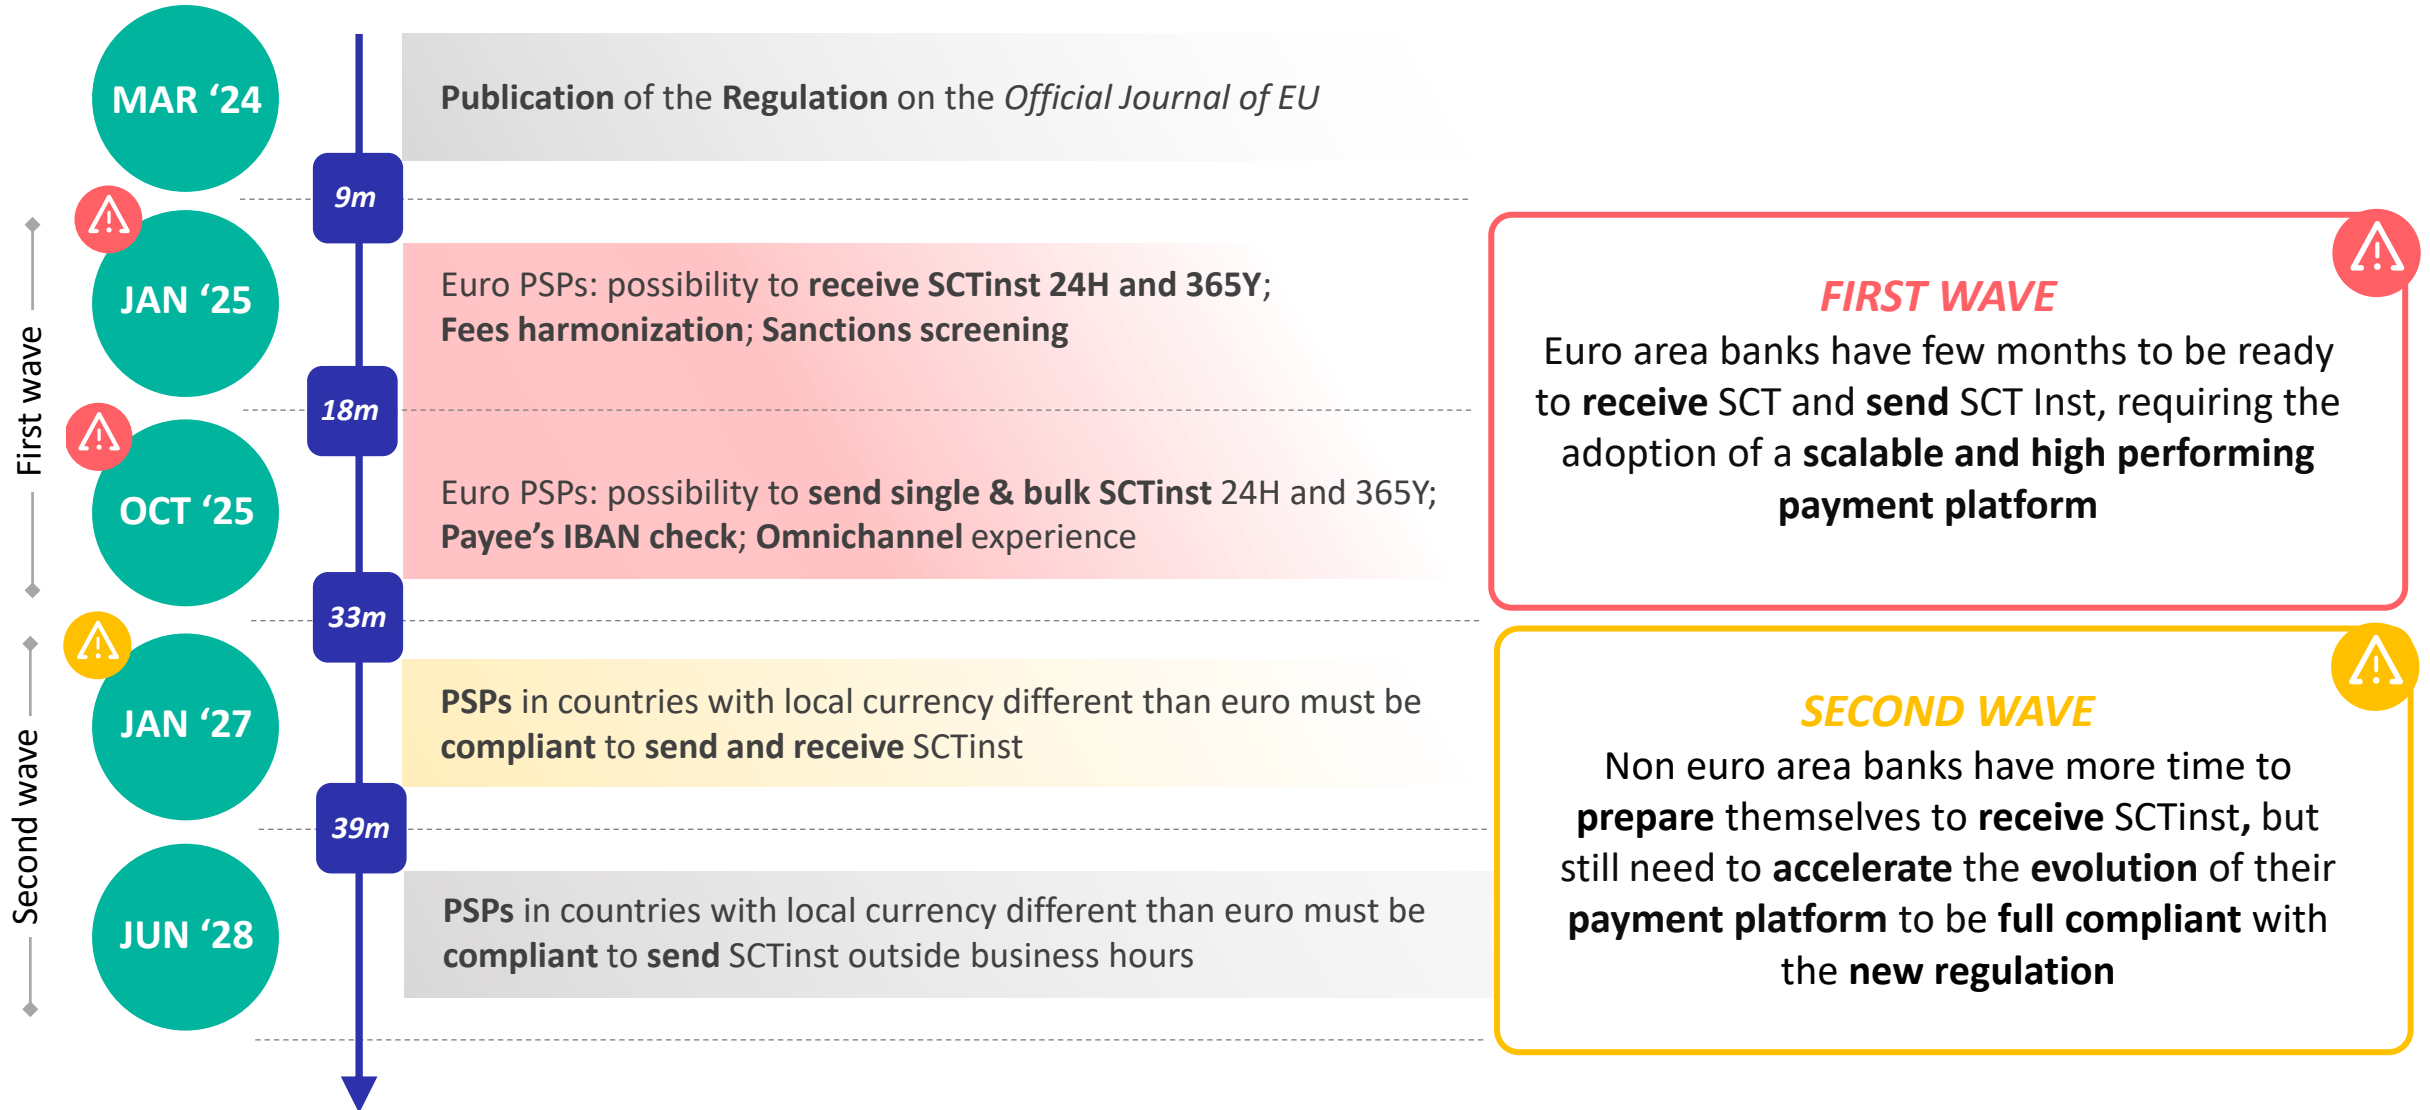 MAR ‘24
Publication of the Regulation on the Official Journal of EU
9m
First wave
JAN ‘25
Euro PSPs: possibility to receive SCTinst 24H and 365Y;
Fees harmonization; Sanctions screening
18m
OCT ‘25
Euro PSPs: possibility to send single & bulk SCTinst 24H and 365Y;
Payee’s IBAN check; Omnichannel experience
33m
Second wave
JAN ‘27
PSPs in countries with local currency different than euro must be
compliant to send and receive SCTinst
39m
JUN ‘28
PSPs in countries with local currency different than euro must be
compliant to send SCTinst outside business hours
FIRST WAVE
Euro area banks have few months to be ready
to receive SCT and send SCT Inst, requiring the
adoption of a scalable and high performing
payment platform
SECOND WAVE
Non euro area banks have more time to
prepare themselves to receive SCTinst, but
still need to accelerate the evolution of their
payment platform to be full compliant with
the new regulation